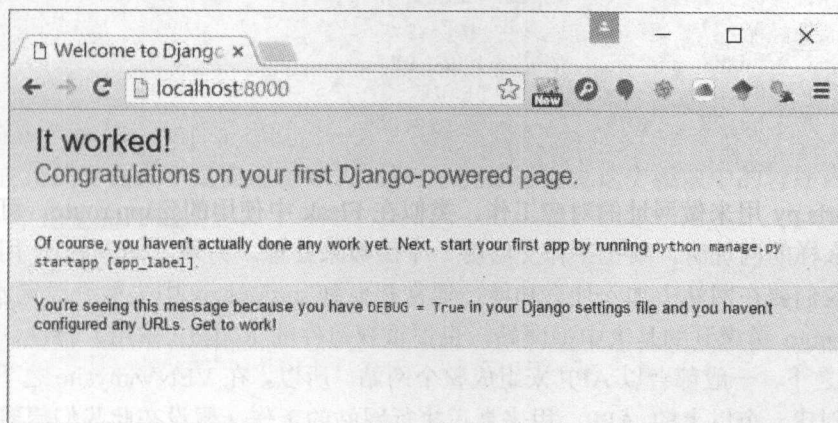 Welcome to Django
localhost:8000
New
It worked!
Congratulations on your first Django-powered page.
Of course, you haven't actually done any work yet. Next, start your first app by running python manage.py
startapp [app_label].
You're seeing this message because you have DEBUG = True in your Django settings file and you haven't
configured any URLs. Get to work!